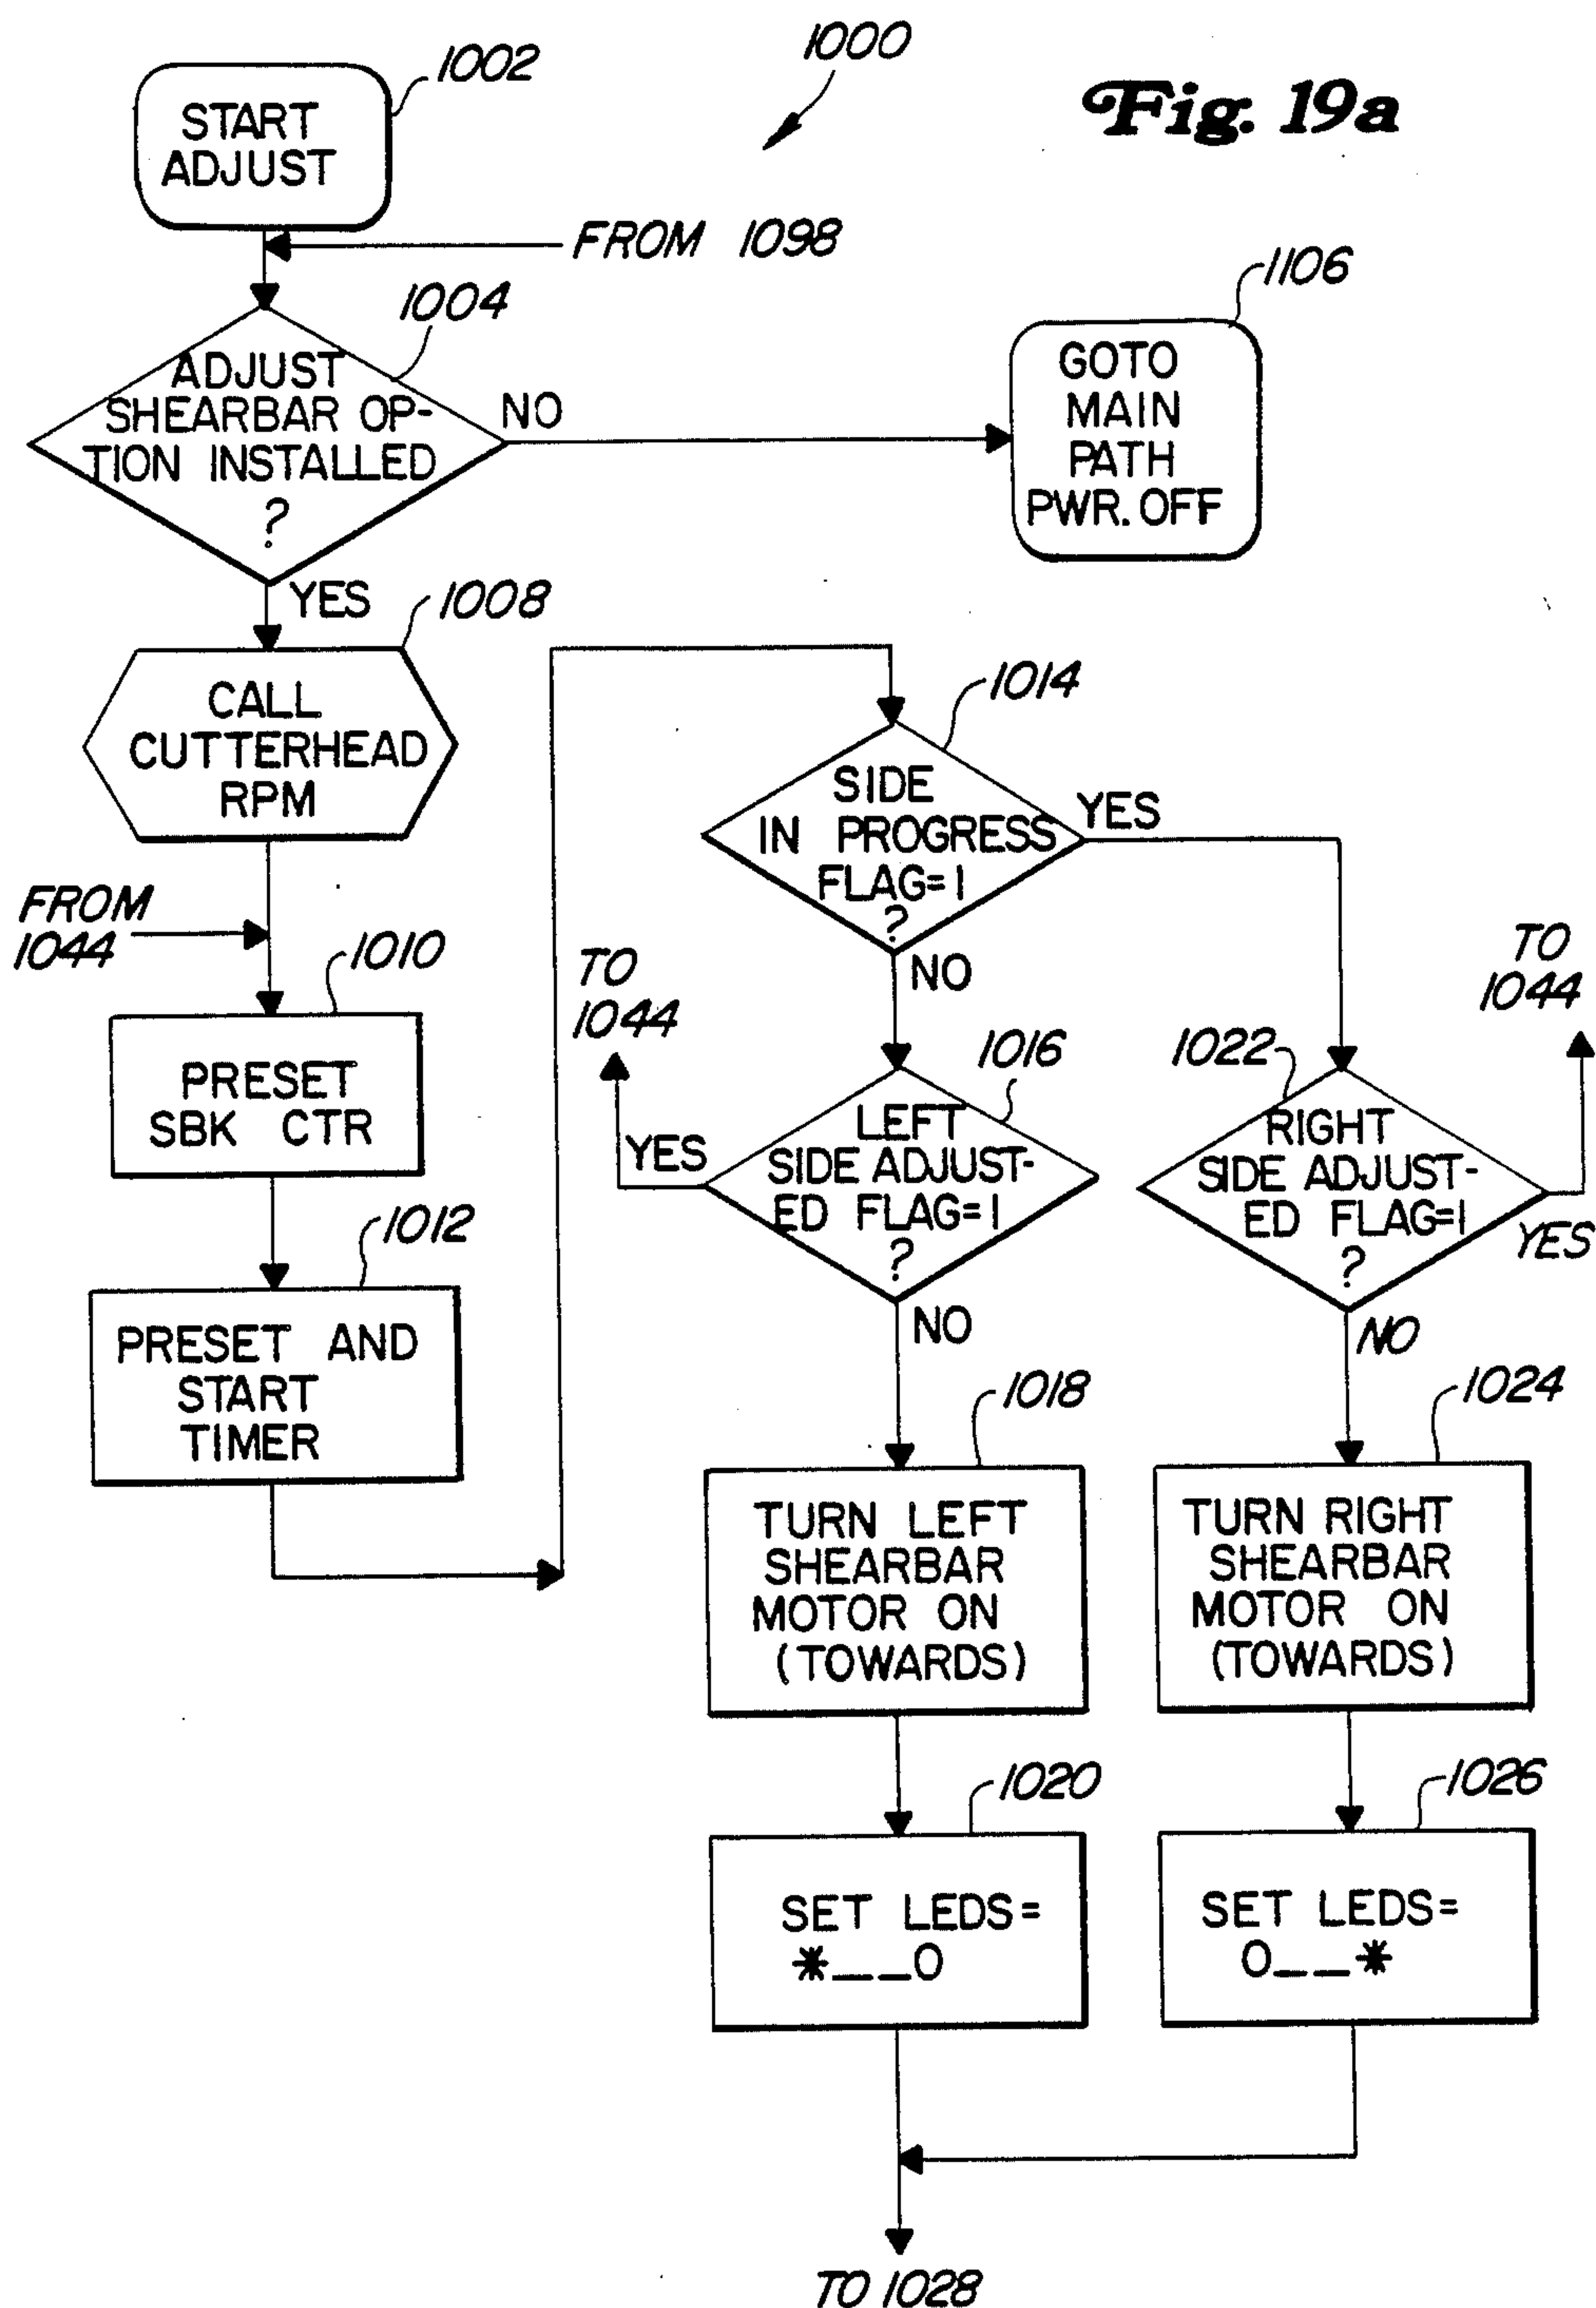 1000
Fig. 19a
1002
START
ADJUST
FROM 1098
1004
ADJUST
SHEARBAR OP-
TION INSTALLED
?
NO
1106
GOTO
MAIN
PATH
PWR. OFF
YES
1008
CALL
CUTTERHEAD
RPM
FROM
1044
1010
PRESET
SBK CTR
1012
PRESET AND
START
TIMER
1014
SIDE
IN PROGRESS
FLAG=1
?
YES
NO
TO
1044
1016
LEFT
SIDE ADJUST-
ED FLAG=1
?
YES
NO
1018
TURN LEFT
SHEARBAR
MOTOR ON
(TOWARDS)
1020
SET LEDS=
*__O
TO
1044
1022
RIGHT
SIDE ADJUST-
ED FLAG=1
?
YES
NO
1024
TURN RIGHT
SHEARBAR
MOTOR ON
(TOWARDS)
1026
SET LEDS=
O__*
TO 1028